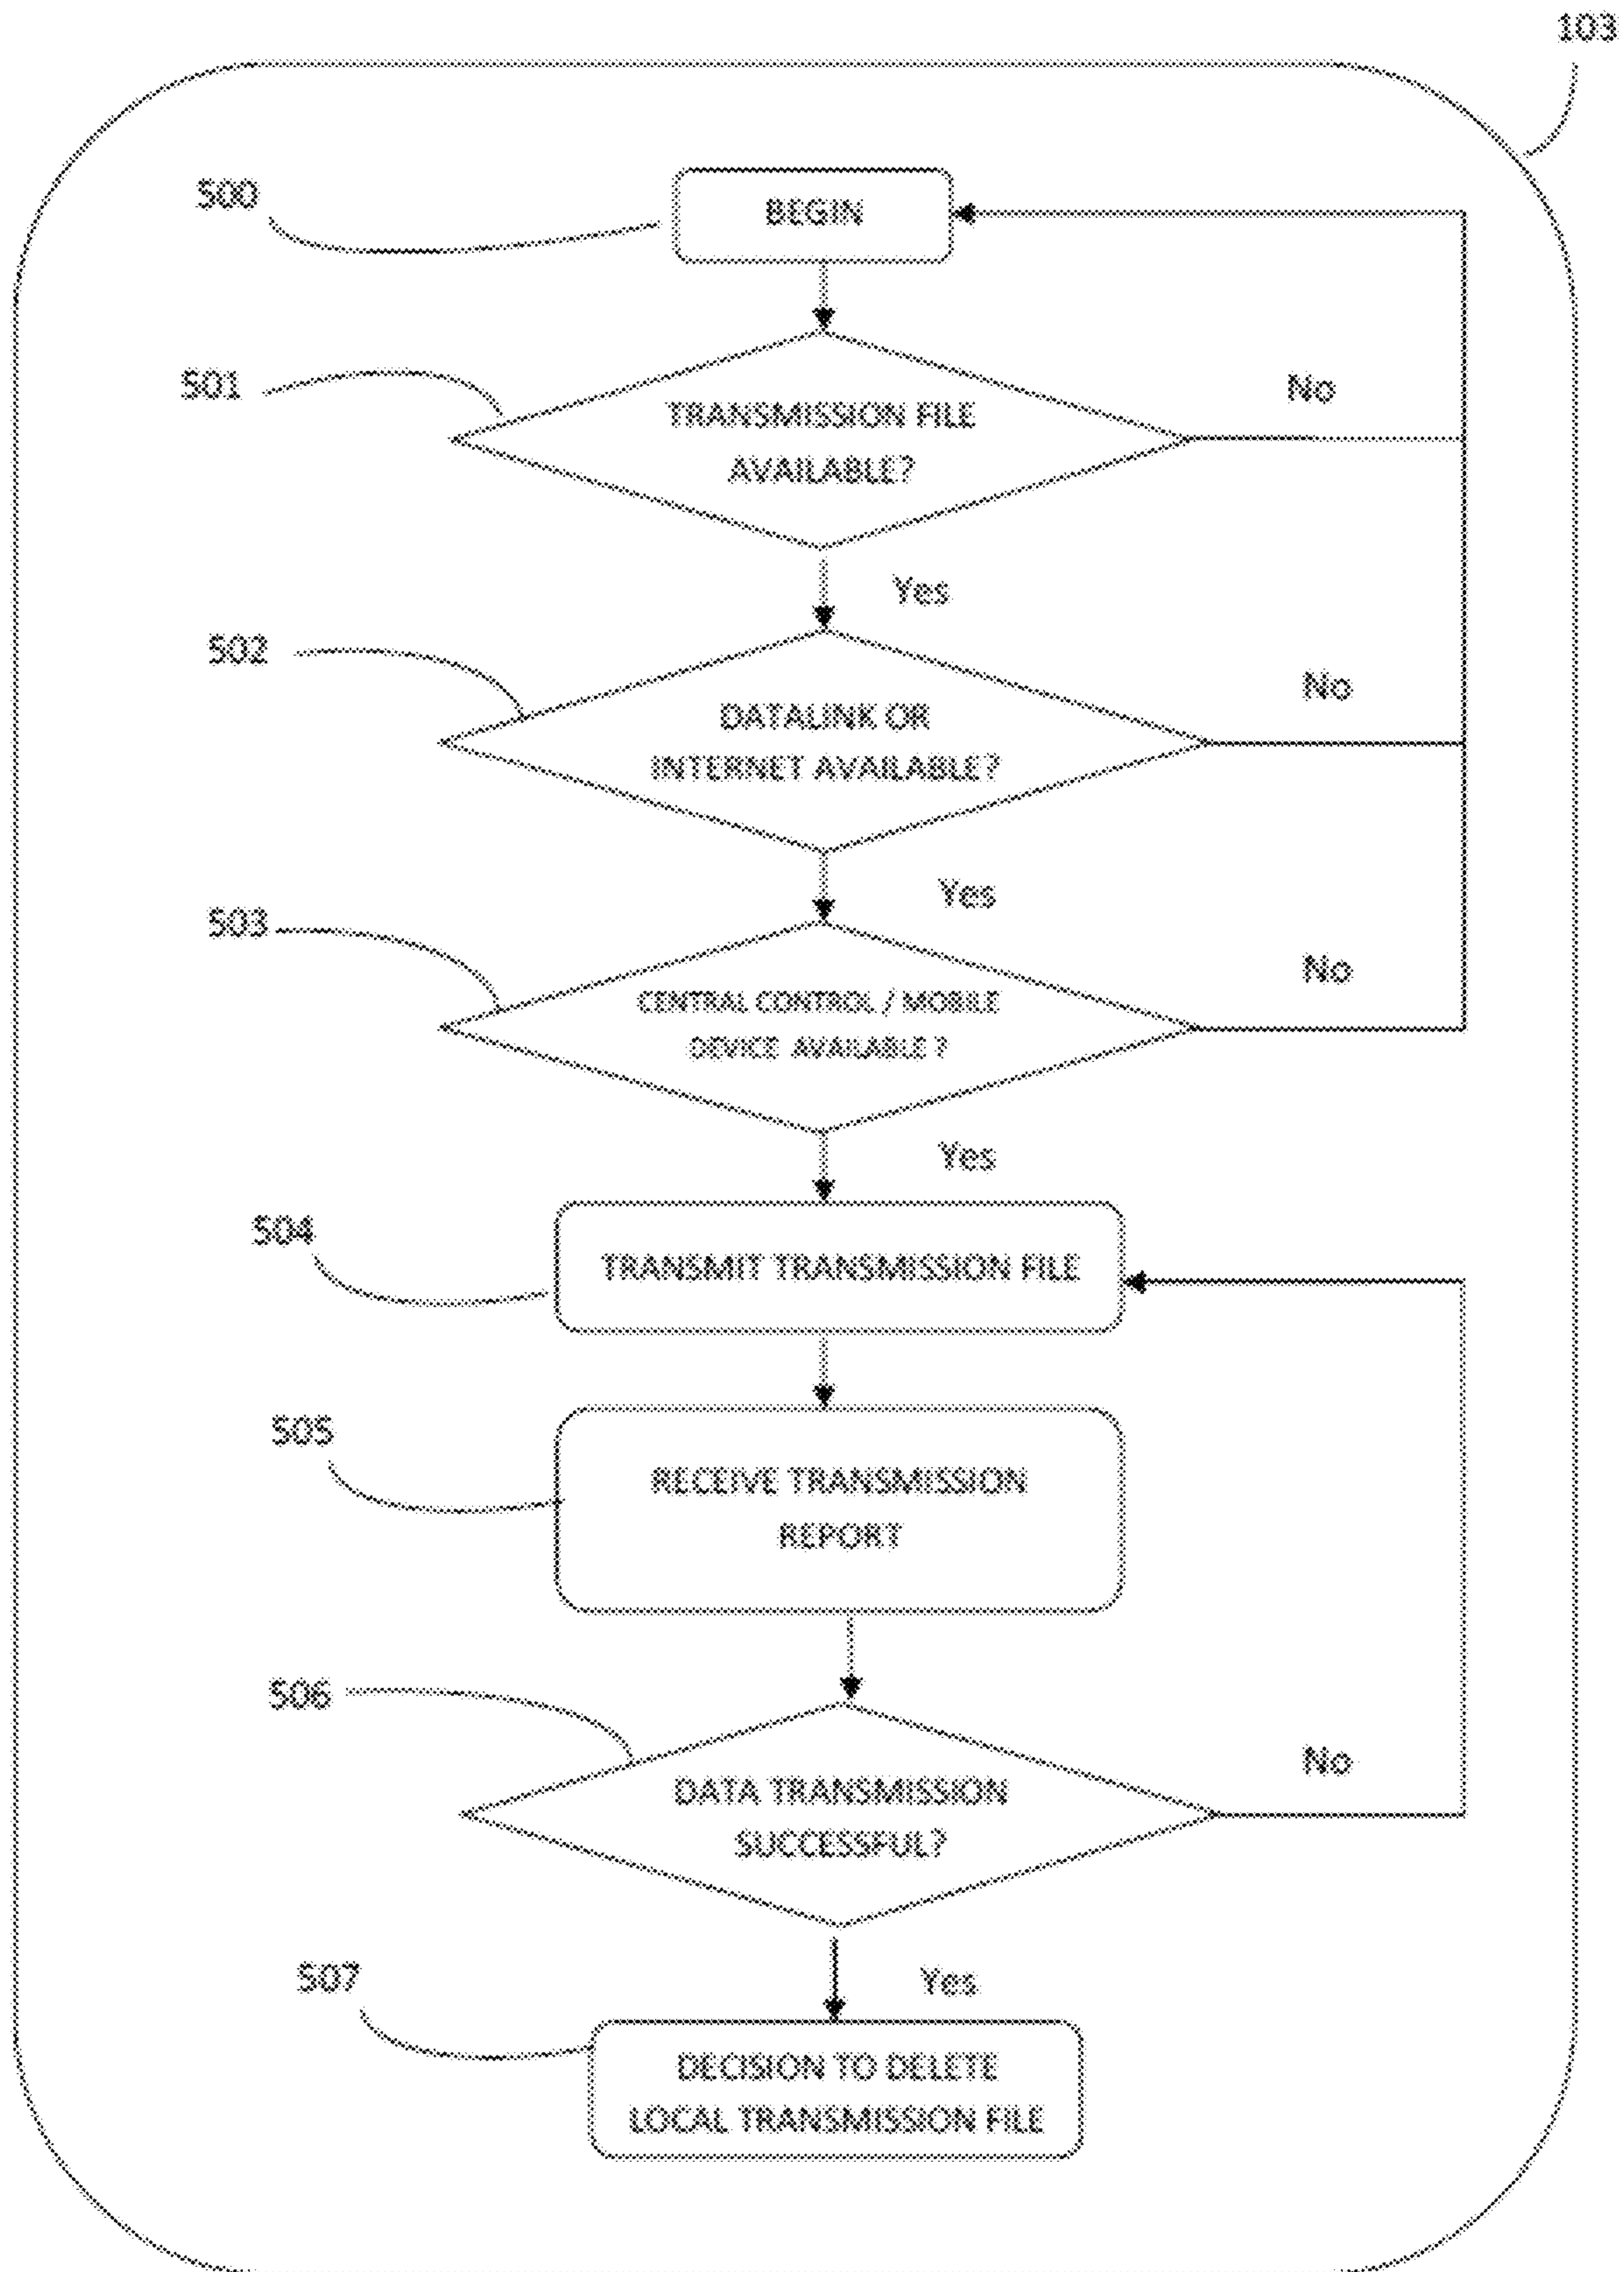 103
500
BEGIN
501
TRANSMISSION FILE
AVAILABLE?
No
Yes
502
DATALINK OR
INTERNET AVAILABLE?
No
Yes
503
CENTRAL CONTROL / MOBILE
DEVICE AVAILABLE ?
No
Yes
504
TRANSMIT TRANSMISSION FILE
505
RECEIVE TRANSMISSION
REPORT
506
DATA TRANSMISSION
SUCCESSFUL?
No
Yes
507
DECISION TO DELETE
LOCAL TRANSMISSION FILE